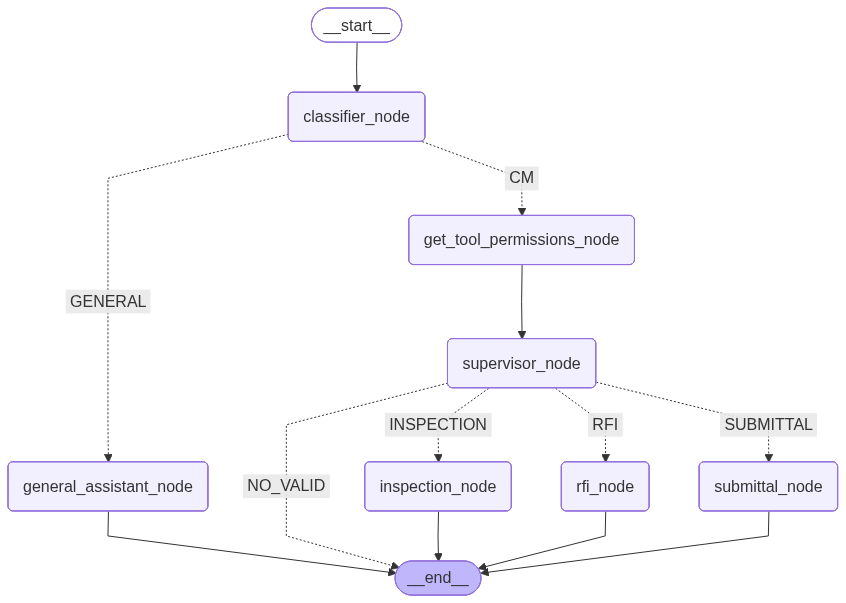 __start__
classifier_node
CM
get_tool_permissions_node
GENERAL
supervisor_node
INSPECTION
RFI
SUBMITTAL
NO_VALID
general_assistant_node
inspection_node
rfi_node
submittal_node
__end__